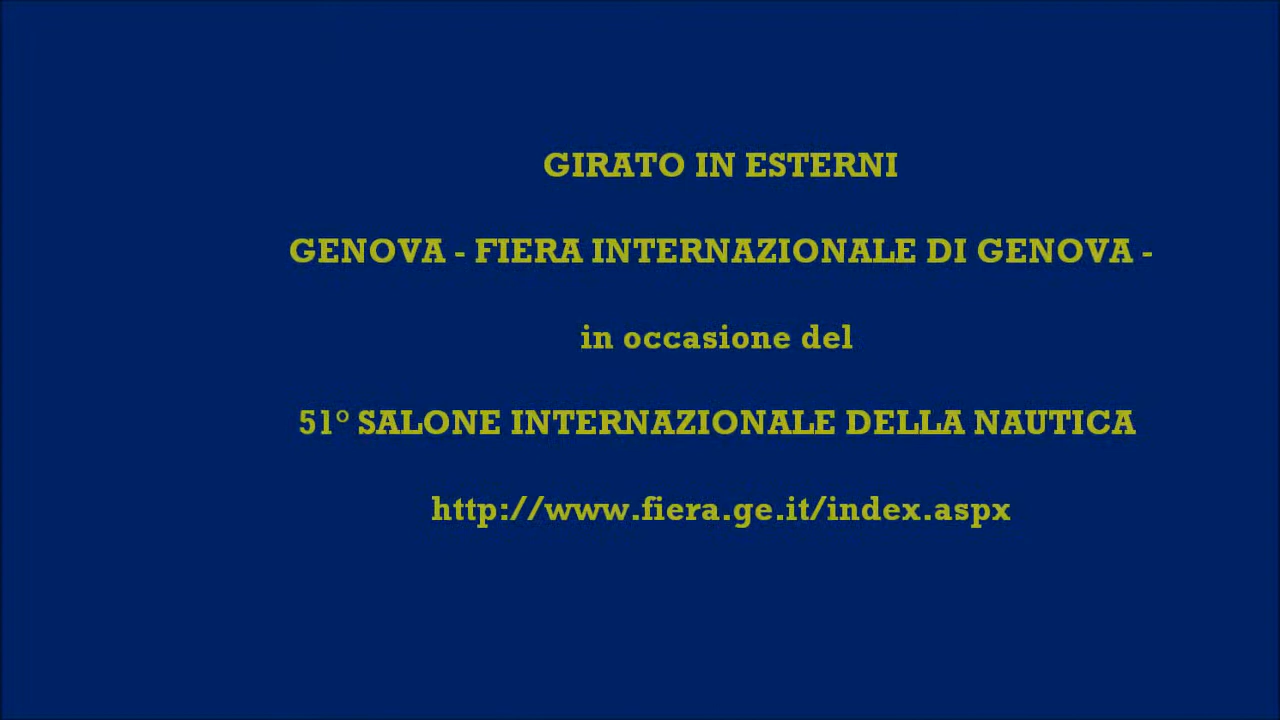 GIRATO IN ESTERNI
GENOVA - FIERA INTERNAZIONALE DI GENOVA -
in occasione del
51° SALONE INTERNAZIONALE DELLA NAUTICA
http://www.fiera.ge.it/index.aspx